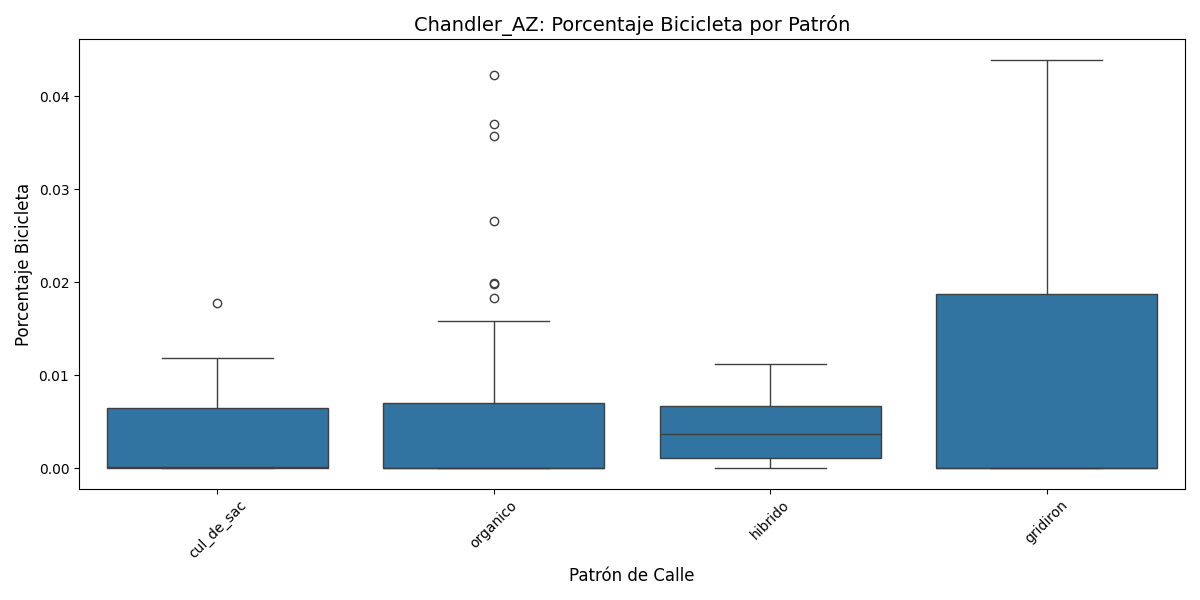 Chandler_AZ: Porcentaje Bicicleta por Patrón
Porcentaje Bicicleta
0.04
0.03
0.02
0.01
0.00
cul_de_sac
organico
hibrido
gridiron
Patrón de Calle